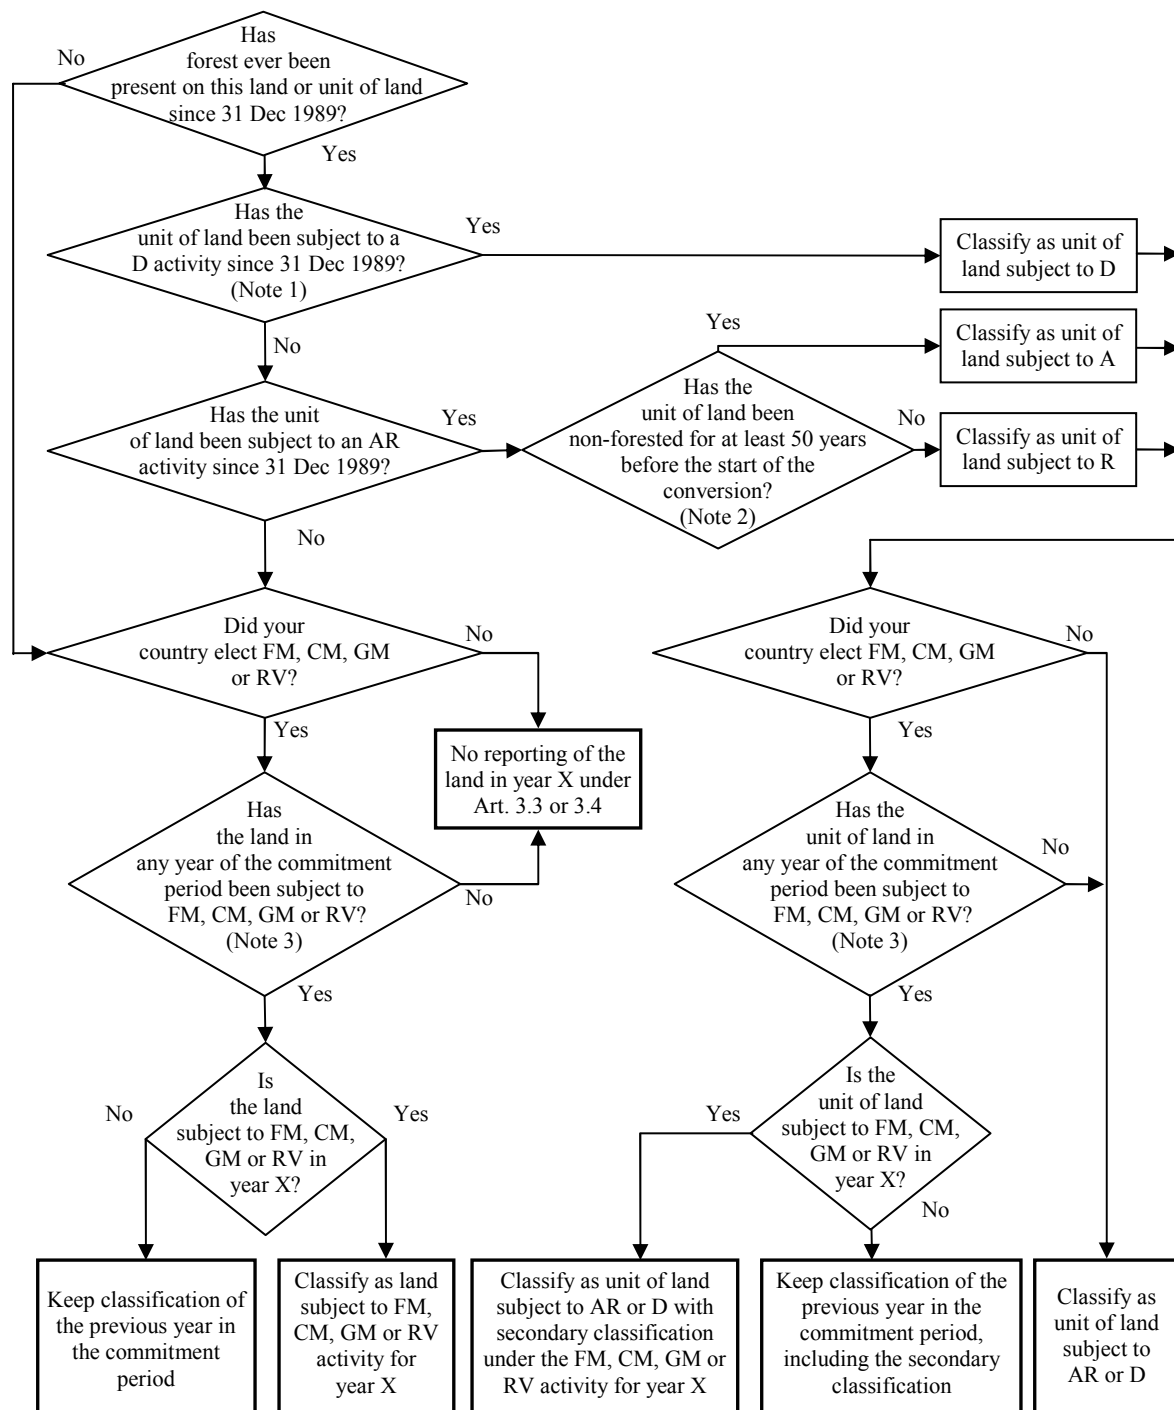 Has
forest ever been
present on this land or unit of land
since 31 Dec 1989?
No
Yes
Has the
unit of land been subject to a
D activity since 31 Dec 1989?
(Note 1)
Yes
Classify as unit of
land subject to D
No
Has the unit
of land been subject to an AR
activity since 31 Dec 1989?
Yes
Has the
unit of land been
non-forested for at least 50 years
before the start of the
conversion?
(Note 2)
Yes
Classify as unit of
land subject to A
No
Classify as unit of
land subject to R
No
Did your
country elect FM, CM, GM
or RV?
No
Yes
No reporting of the
land in year X under
Art. 3.3 or 3.4
Has
the land in
any year of the commitment
period been subject to
FM, CM, GM or RV?
(Note 3)
No
Yes
Is
the land
subject to FM, CM,
GM or RV in
year X?
No
Yes
Keep classification of
the previous year in
the commitment
period
Classify as land
subject to FM,
CM, GM or RV
activity for
year X
Did your
country elect FM, CM, GM
or RV?
No
Yes
Has the
unit of land in
any year of the commitment
period been subject to
FM, CM, GM or RV?
(Note 3)
No
Yes
Is the
unit of land
subject to FM, CM,
GM or RV in
year X?
Yes
No
Classify as unit of land
subject to AR or D with
secondary classification
under the FM, CM, GM or
RV activity for year X
Keep classification of the
previous year in the
commitment period,
including the secondary
classification
Classify as
unit of land
subject to
AR or D